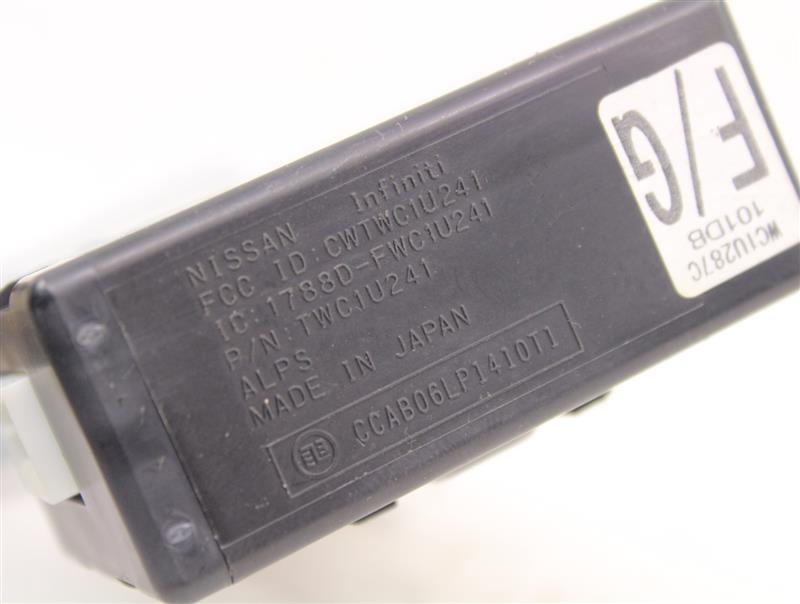 NISSAN Infiniti
FCC ID:CWTWC1U241
IC:1788D-FWC1U241
P/N:TWC1U241
ALPS
MADE IN JAPAN
CCAB06LP1410T1
E/G
WC1U287C
101DB